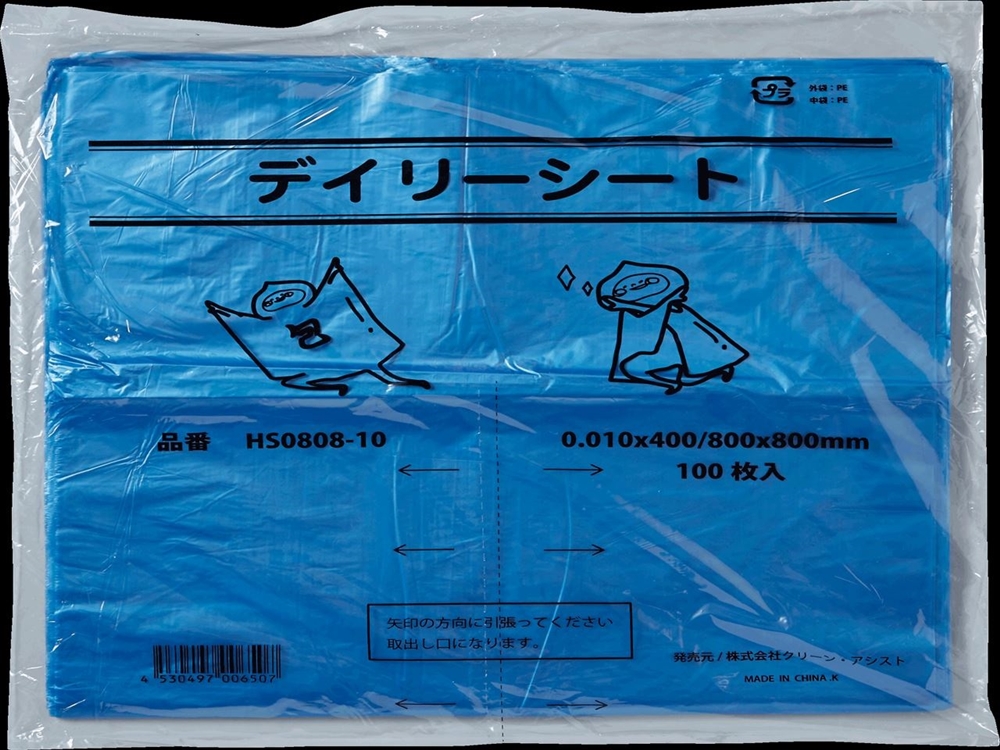 プラ
外袋：PE
中袋：PE
デイリーシート
品番 HS0808-10
0.010x400/800x800mm
100 枚入
矢印の方向に引張ってください
取出し口になります。
4 530497 006507
発売元 / 株式会社クリーン・アシスト
MADE IN CHINA .K